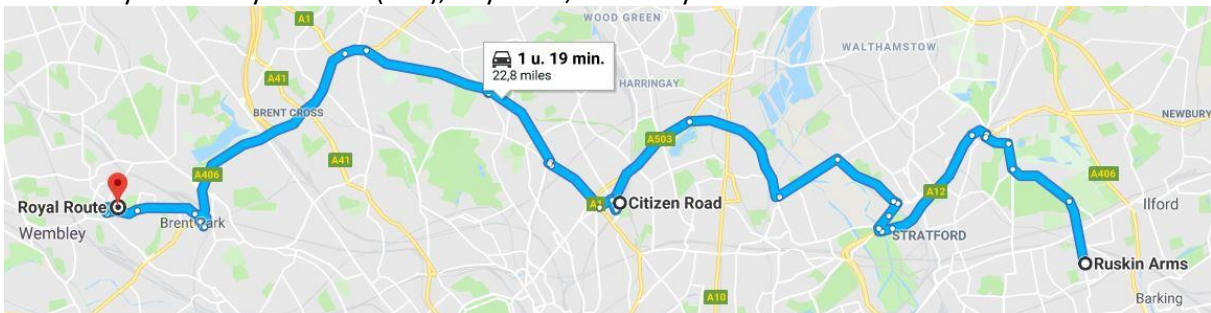 A1
WOOD GREEN
WALTHAMSTOW
1 u. 19 min.
22,8 miles
A41
HARRINGAY
BRENT CROSS
NEWBURY
A503
A41
A406
A12
A406
Royal Route
Citizen Road
Ilford
Brent Park
Wembley
STRATFORD
Ruskin Arms
A10
Barking